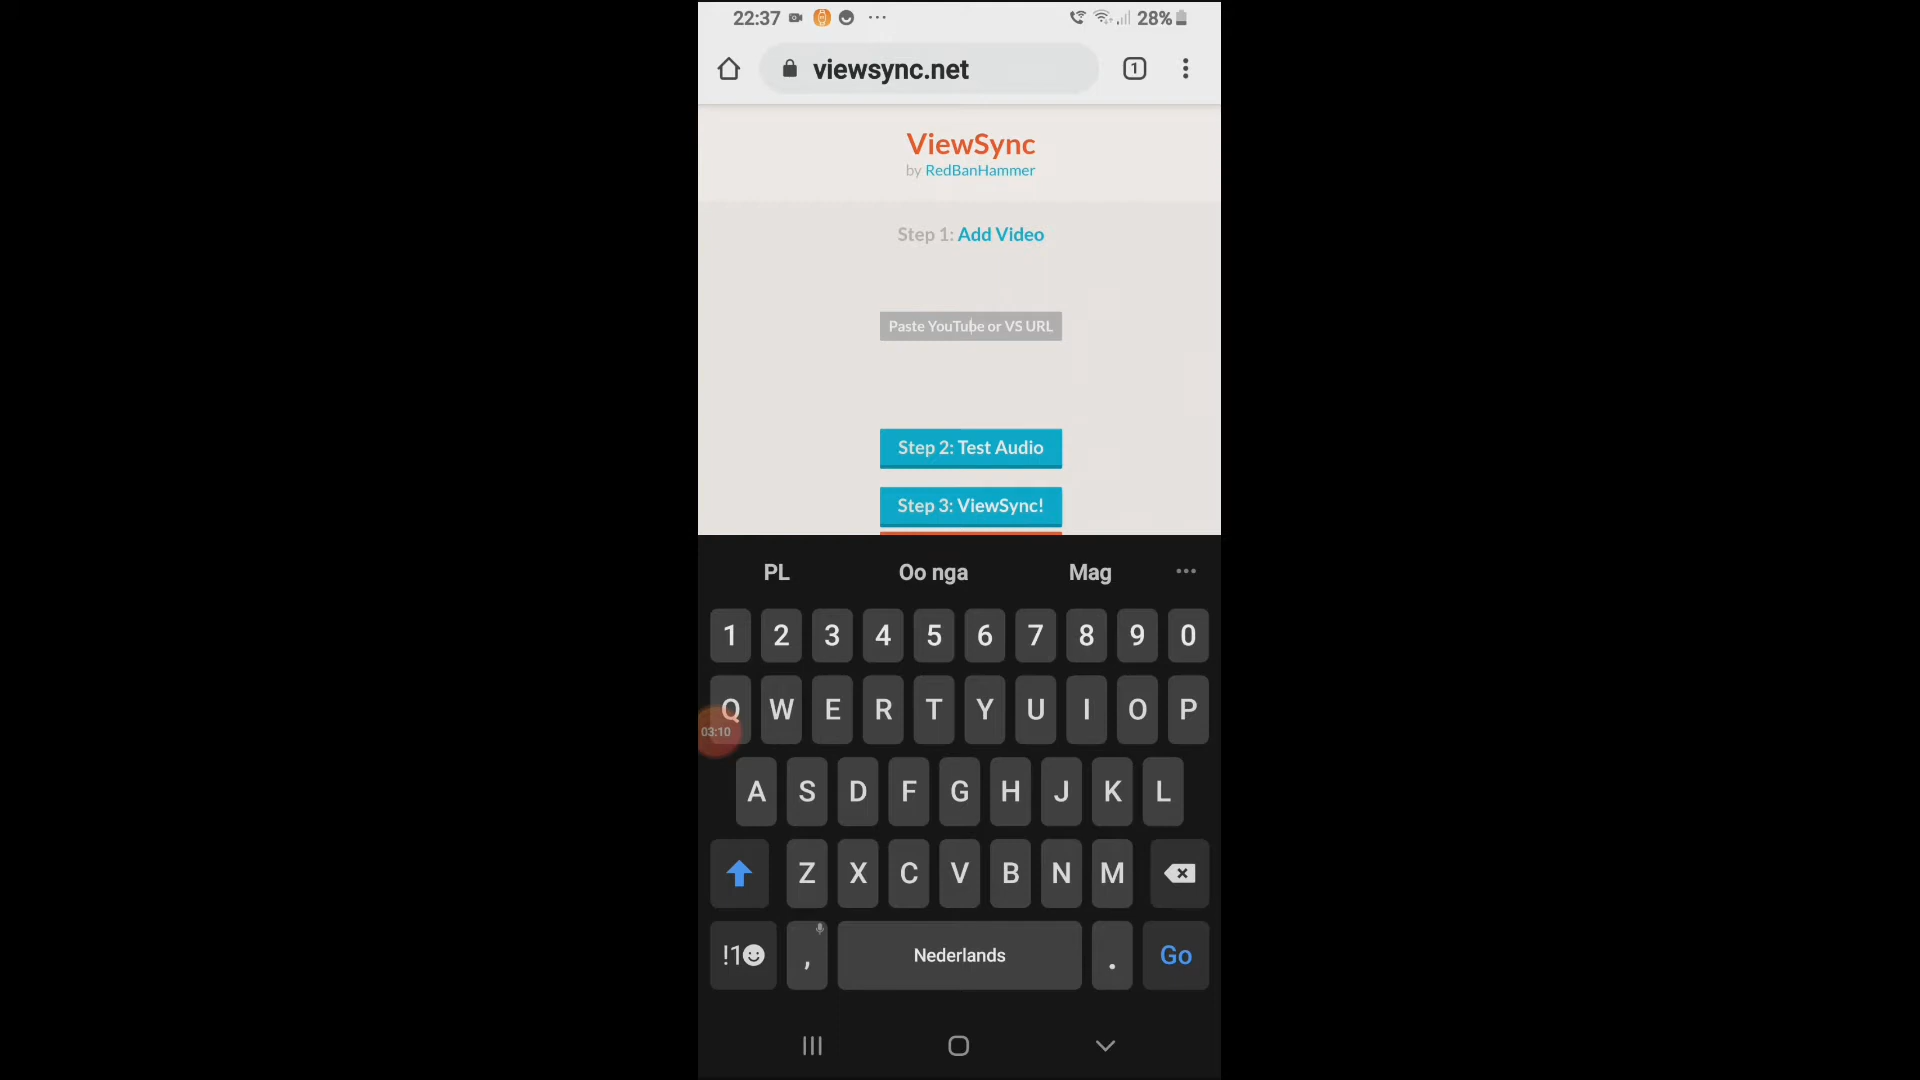 22:37 28%
viewsync.net 1
ViewSync
by RedBanHammer
Step 1: Add Video
Paste YouTube or VS URL
Step 2: Test Audio
Step 3: ViewSync!
PL Oo nga Mag
1 2 3 4 5 6 7 8 9 0
Q W E R T Y U I O P
03:10
A S D F G H J K L
Z X C V B N M
!1 , Nederlands . Go